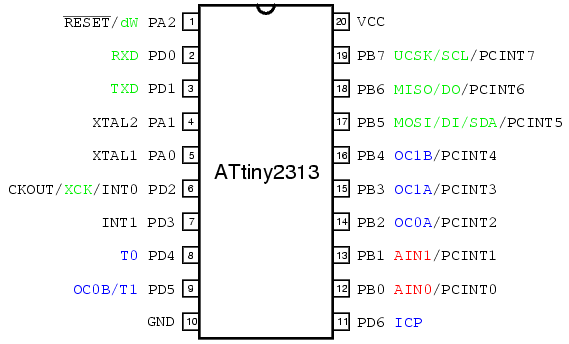 RESET/dW PA2 1 20 VCC
RXD PD0 2 19 PB7 UCSK/SCL/PCINT7
TXD PD1 3 18 PB6 MISO/DO/PCINT6
XTAL2 PA1 4 17 PB5 MOSI/DI/SDA/PCINT5
XTAL1 PA0 5 16 PB4 OC1B/PCINT4
ATtiny2313
CKOUT/XCK/INT0 PD2 6 15 PB3 OC1A/PCINT3
INT1 PD3 7 14 PB2 OC0A/PCINT2
T0 PD4 8 13 PB1 AIN1/PCINT1
OC0B/T1 PD5 9 12 PB0 AIN0/PCINT0
GND 10 11 PD6 ICP